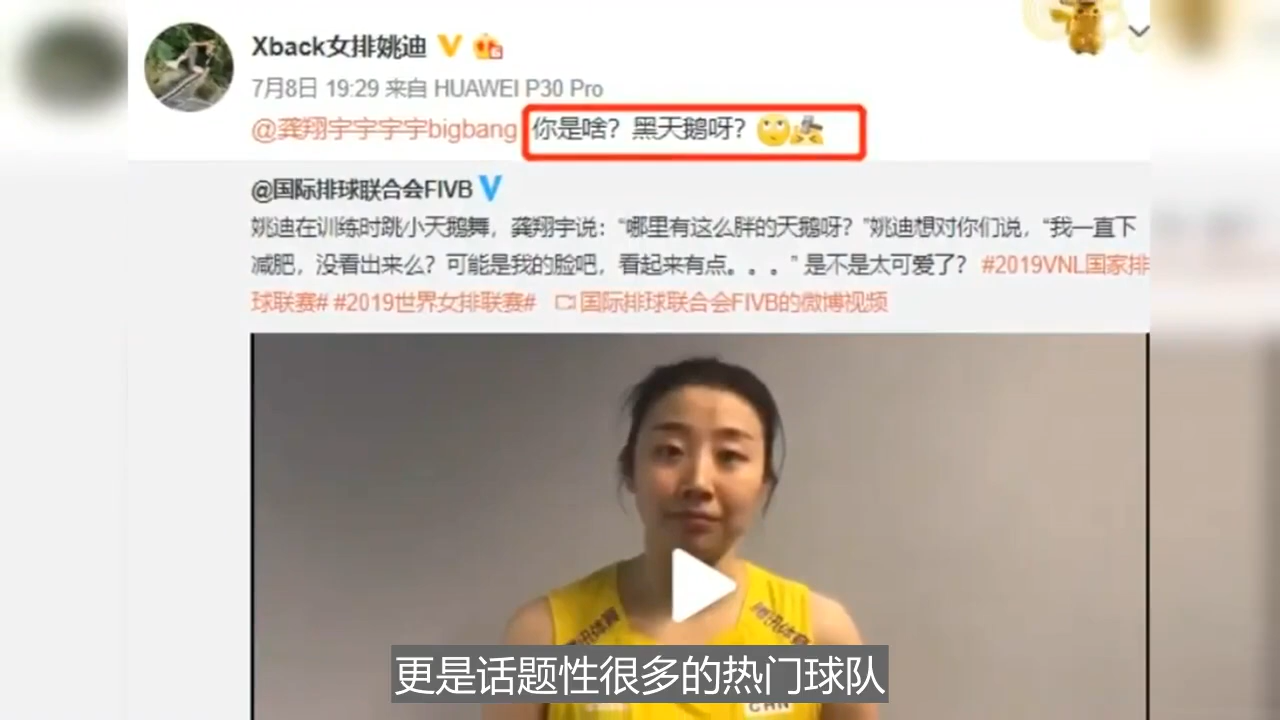 Xback女排姚迪
7月8日 19:29 来自 HUAWEI P30 Pro
@龚翔宇宇宇宇bigbang 你是啥？黑天鹅呀？
@国际排球联合会FIVB
姚迪在训练时跳小天鹅舞，龚翔宇说：“哪里有这么胖的天鹅呀？”姚迪想对你们说，“我一直下
减肥，没看出来么？可能是我的脸吧，看起来有点。。。”是不是太可爱了？ #2019VNL国家排
球联赛# #2019世界女排联赛# 国际排球联合会FIVB的微博视频
腾讯体育
CHN
更是话题性很多的热门球队